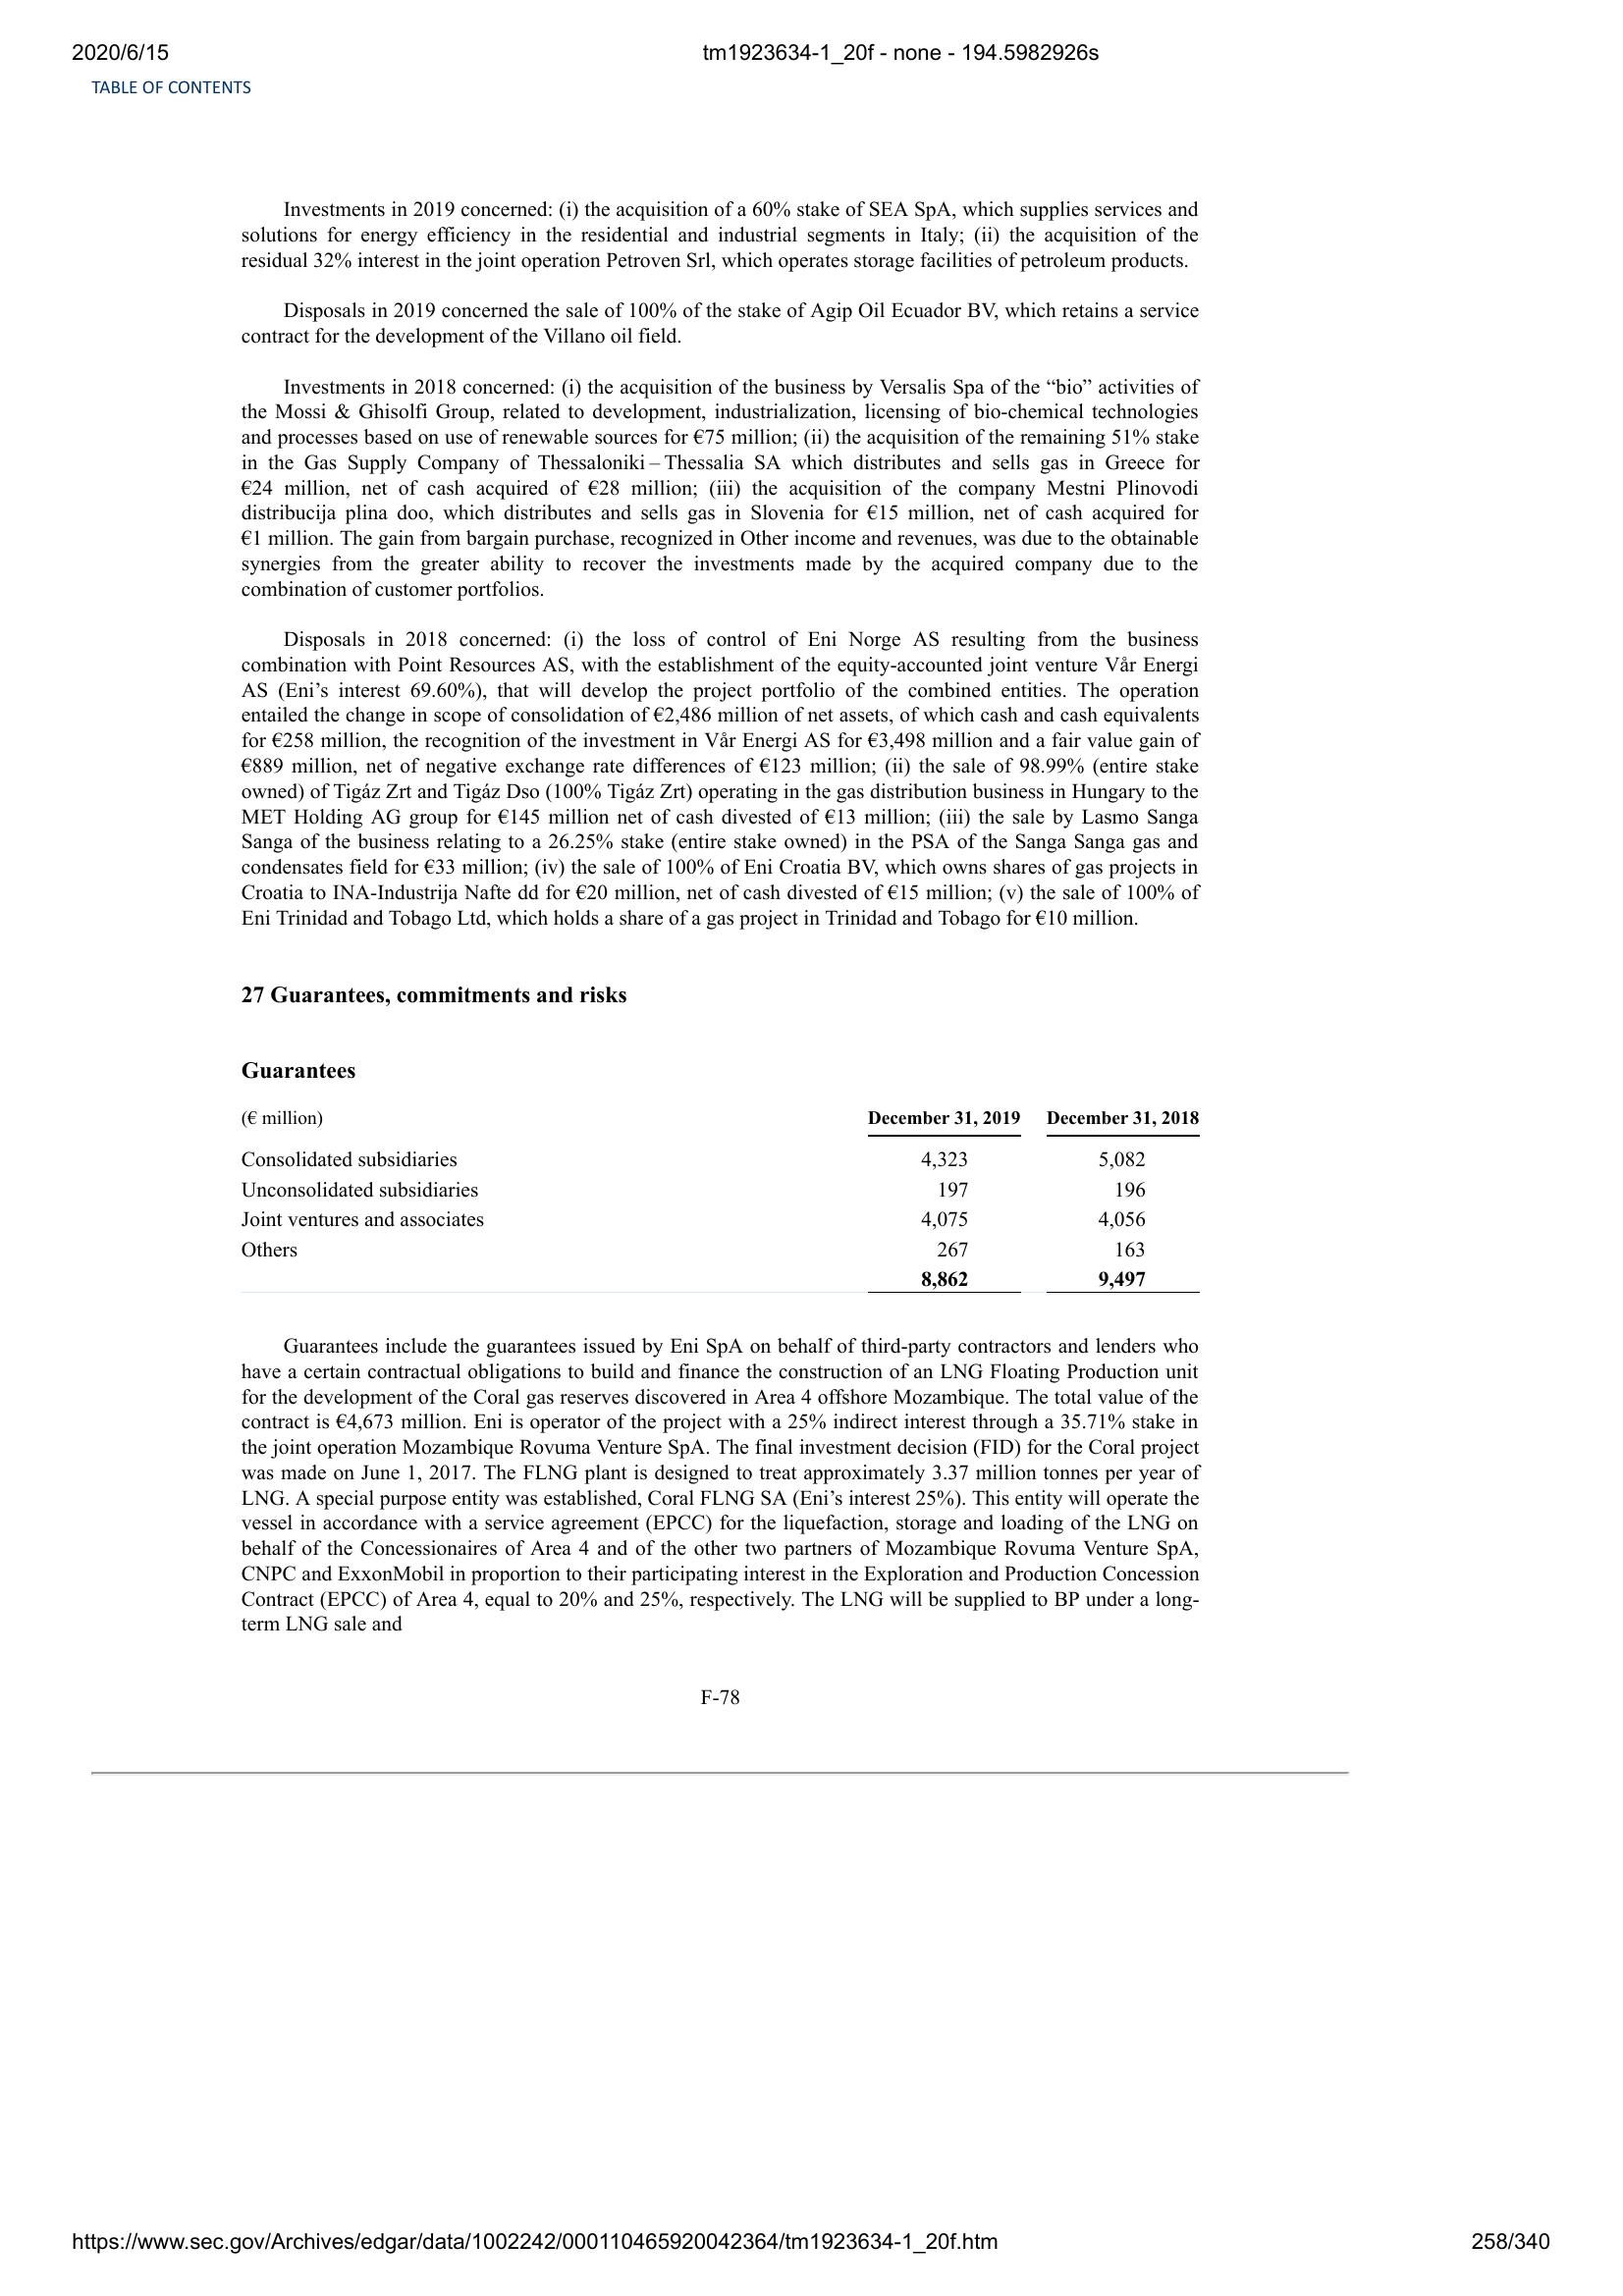 2020/6/15 tm1923634-1_20f - none - 194.5982926s
TABLE OF CONTENTS
Investments in 2019 concerned: (i) the acquisition of a 60% stake of SEA SpA, which supplies services and
solutions for energy efficiency in the residential and industrial segments in Italy; (ii) the acquisition of the
residual 32% interest in the joint operation Petroven Srl, which operates storage facilities of petroleum products.
Disposals in 2019 concerned the sale of 100% of the stake of Agip Oil Ecuador BV, which retains a service
contract for the development of the Villano oil field.
Investments in 2018 concerned: (i) the acquisition of the business by Versalis Spa of the “bio” activities of
the Mossi & Ghisolfi Group, related to development, industrialization, licensing of bio-chemical technologies
and processes based on use of renewable sources for €75 million; (ii) the acquisition of the remaining 51% stake
in the Gas Supply Company of Thessaloniki – Thessalia SA which distributes and sells gas in Greece for
€24 million, net of cash acquired of €28 million; (iii) the acquisition of the company Mestni Plinovodi
distribucija plina doo, which distributes and sells gas in Slovenia for €15 million, net of cash acquired for
€1 million. The gain from bargain purchase, recognized in Other income and revenues, was due to the obtainable
synergies from the greater ability to recover the investments made by the acquired company due to the
combination of customer portfolios.
Disposals in 2018 concerned: (i) the loss of control of Eni Norge AS resulting from the business
combination with Point Resources AS, with the establishment of the equity-accounted joint venture Vår Energi
AS (Eni’s interest 69.60%), that will develop the project portfolio of the combined entities. The operation
entailed the change in scope of consolidation of €2,486 million of net assets, of which cash and cash equivalents
for €258 million, the recognition of the investment in Vår Energi AS for €3,498 million and a fair value gain of
€889 million, net of negative exchange rate differences of €123 million; (ii) the sale of 98.99% (entire stake
owned) of Tigáz Zrt and Tigáz Dso (100% Tigáz Zrt) operating in the gas distribution business in Hungary to the
MET Holding AG group for €145 million net of cash divested of €13 million; (iii) the sale by Lasmo Sanga
Sanga of the business relating to a 26.25% stake (entire stake owned) in the PSA of the Sanga Sanga gas and
condensates field for €33 million; (iv) the sale of 100% of Eni Croatia BV, which owns shares of gas projects in
Croatia to INA-Industrija Nafte dd for €20 million, net of cash divested of €15 million; (v) the sale of 100% of
Eni Trinidad and Tobago Ltd, which holds a share of a gas project in Trinidad and Tobago for €10 million.
27 Guarantees, commitments and risks
Guarantees
(€ million) December 31, 2019 December 31, 2018
Consolidated subsidiaries 4,323 5,082
Unconsolidated subsidiaries 197 196
Joint ventures and associates 4,075 4,056
Others 267 163
8,862 9,497
Guarantees include the guarantees issued by Eni SpA on behalf of third-party contractors and lenders who
have a certain contractual obligations to build and finance the construction of an LNG Floating Production unit
for the development of the Coral gas reserves discovered in Area 4 offshore Mozambique. The total value of the
contract is €4,673 million. Eni is operator of the project with a 25% indirect interest through a 35.71% stake in
the joint operation Mozambique Rovuma Venture SpA. The final investment decision (FID) for the Coral project
was made on June 1, 2017. The FLNG plant is designed to treat approximately 3.37 million tonnes per year of
LNG. A special purpose entity was established, Coral FLNG SA (Eni’s interest 25%). This entity will operate the
vessel in accordance with a service agreement (EPCC) for the liquefaction, storage and loading of the LNG on
behalf of the Concessionaires of Area 4 and of the other two partners of Mozambique Rovuma Venture SpA,
CNPC and ExxonMobil in proportion to their participating interest in the Exploration and Production Concession
Contract (EPCC) of Area 4, equal to 20% and 25%, respectively. The LNG will be supplied to BP under a long-
term LNG sale and
F-78
https://www.sec.gov/Archives/edgar/data/1002242/000110465920042364/tm1923634-1_20f.htm 258/340